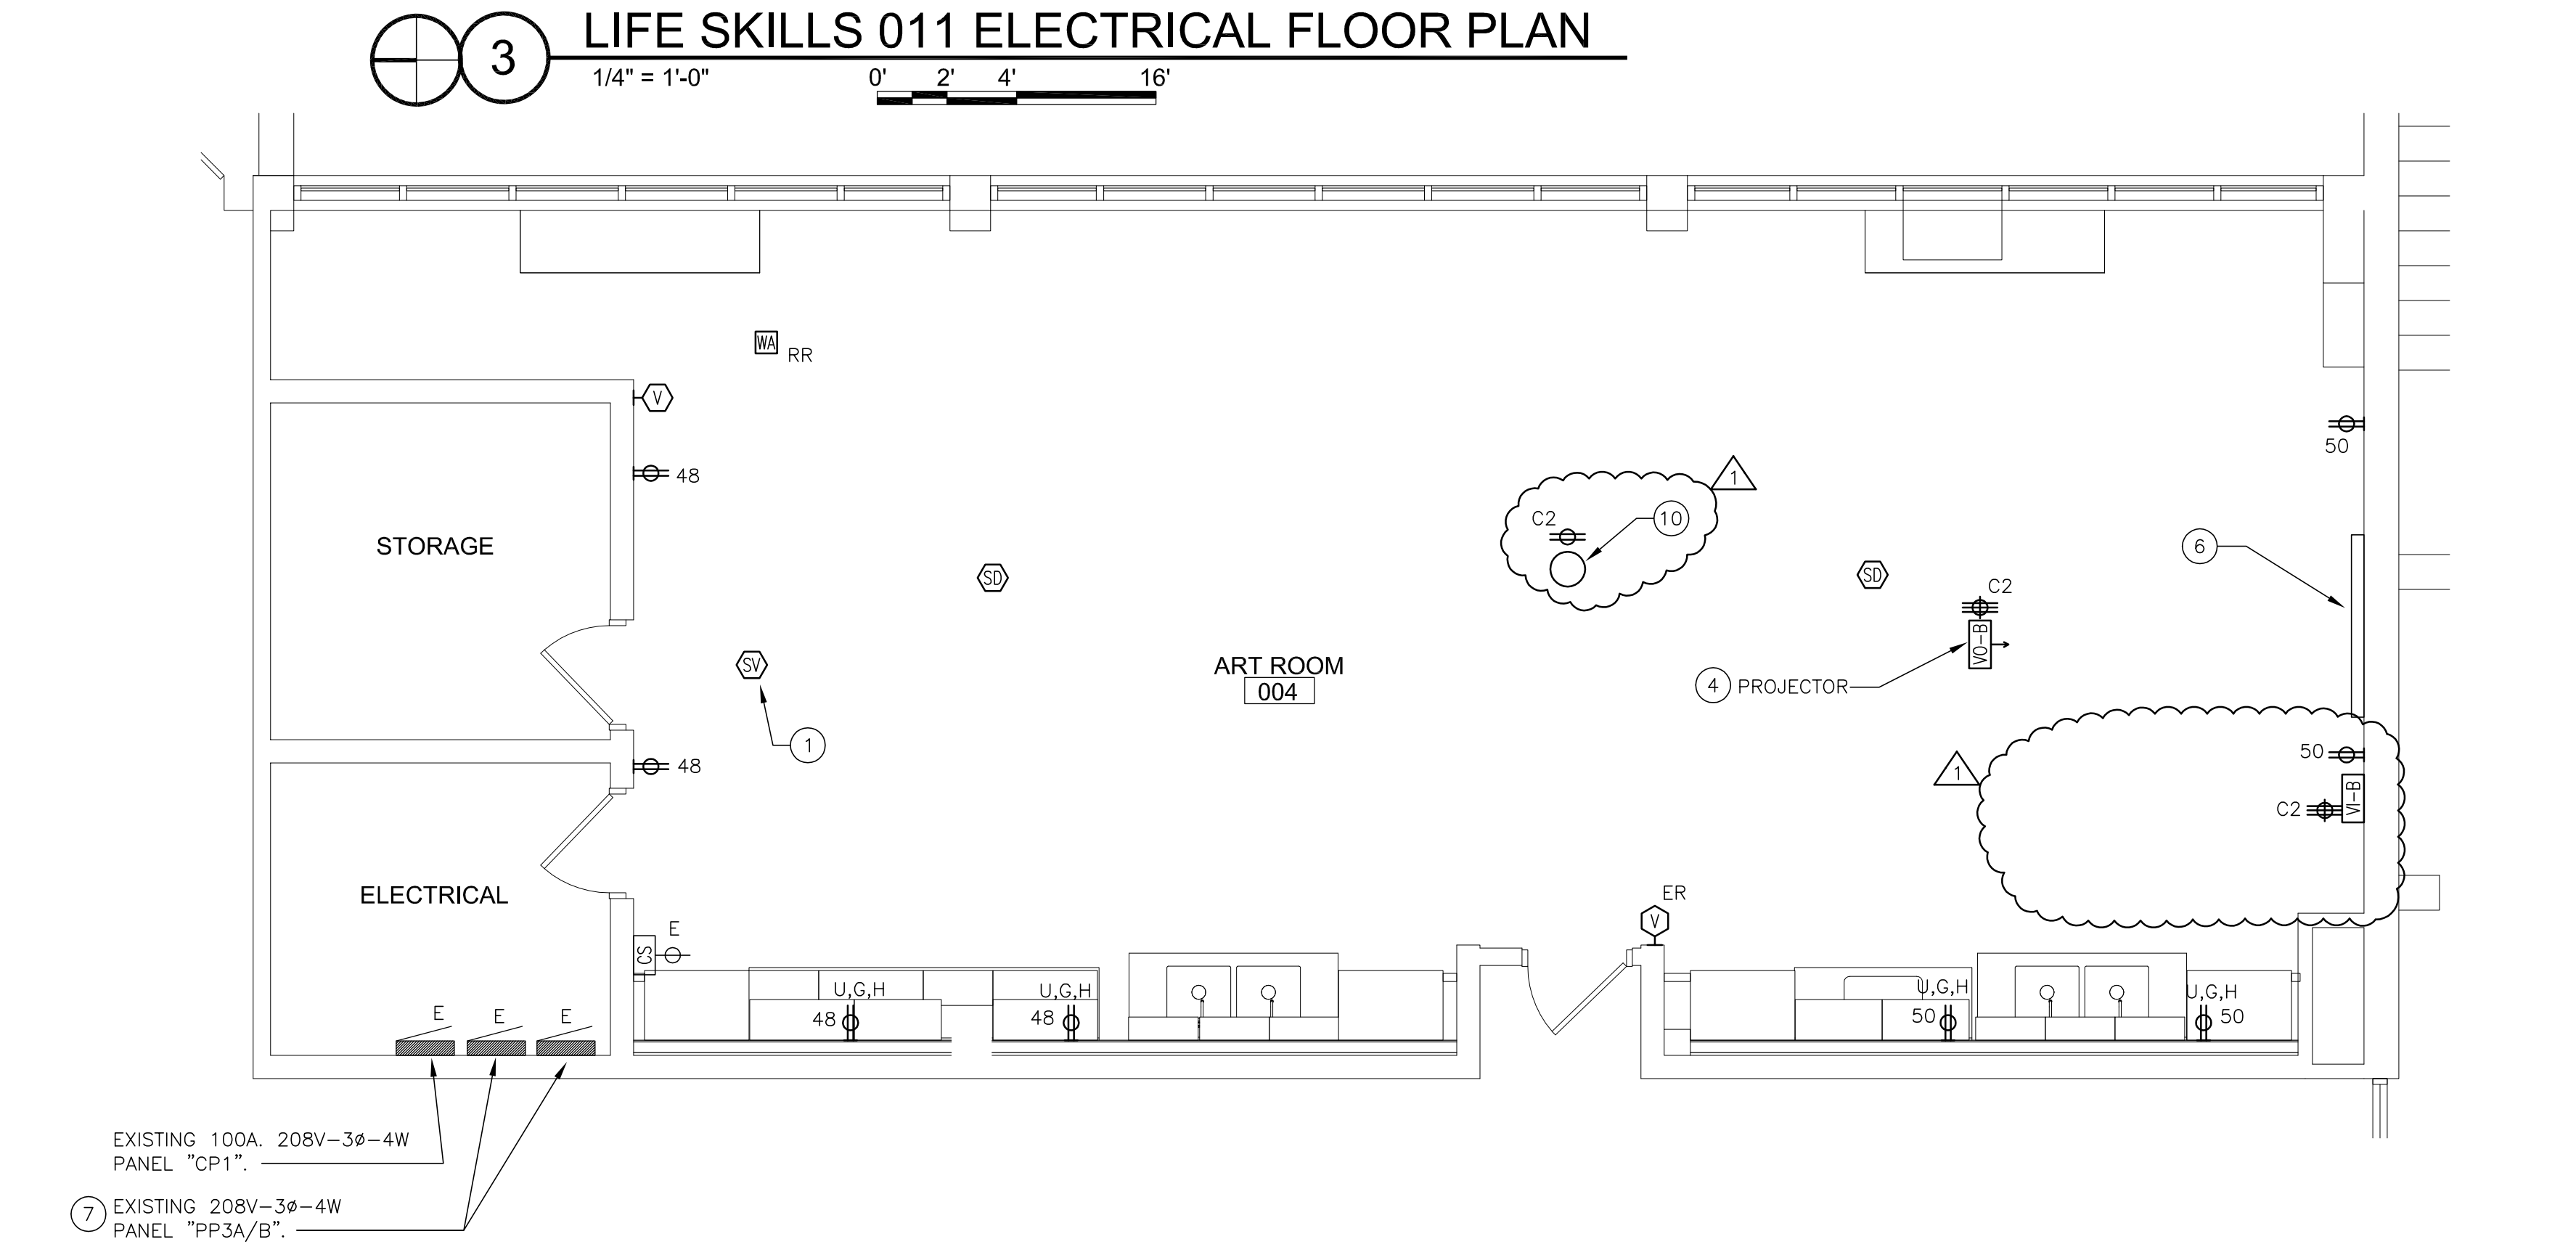 3
LIFE SKILLS 011 ELECTRICAL FLOOR PLAN
1/4" = 1'-0"
0' 2' 4' 16'
WA
RR
V
48
50
1
C2
10
STORAGE
6
SD
SD
C2
VO-B
SV
ART ROOM
004
4 PROJECTOR
1
48
50
1
VI-B
C2
ELECTRICAL
ER
V
E
CS
U,G,H
U,G,H
U,G,H
U,G,H
48
48
50
50
E
E
E
EXISTING 100A. 208V-3ø-4W
PANEL "CP1".
7 EXISTING 208V-3ø-4W
PANEL "PP3A/B".